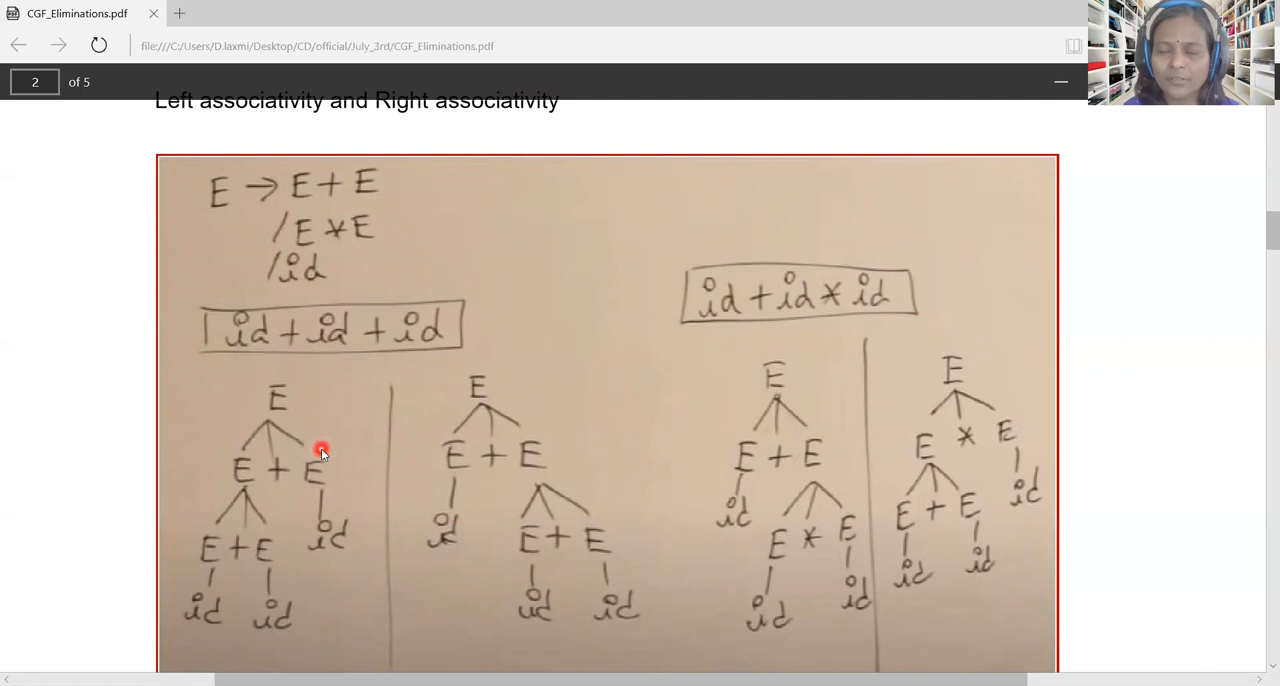 CGF_Eliminations.pdf
file:///C:/Users/D.laxmi/Desktop/CD/official/July_3rd/CGF_Eliminations.pdf
2 of 5
Left associativity and Right associativity
E → E + E
/ E * E
/ id
id + id + id
id + id * id
E
E
E
E
E + E
E + E
E + E
E * E
E + E
id
id
E + E
id
E * E
E + E
id
id
id
id
id
id
id
id
id
id